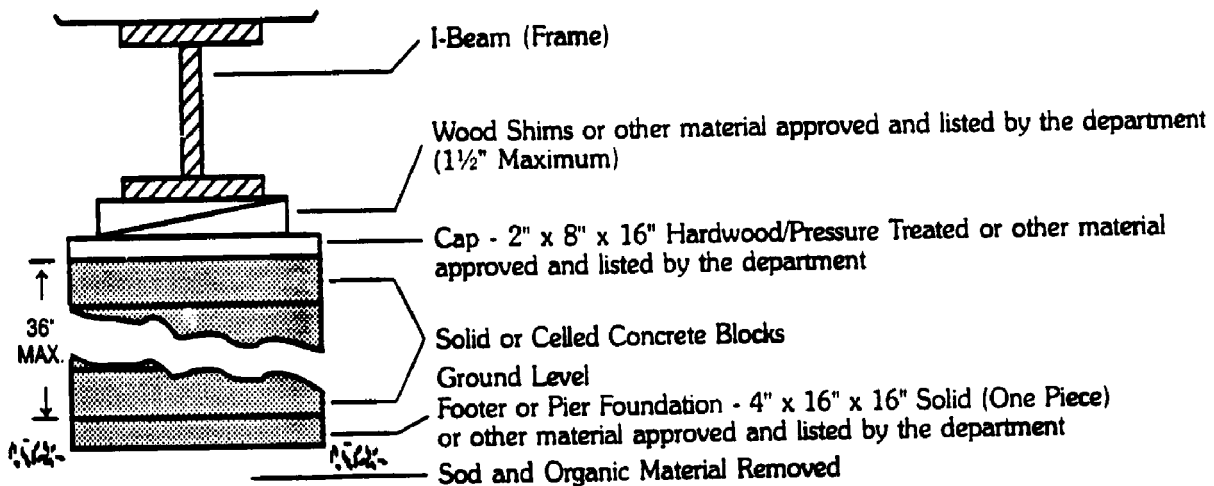 I-Beam (Frame)
Wood Shims or other material approved and listed by the department
(1½" Maximum)
Cap - 2" x 8" x 16" Hardwood/Pressure Treated or other material
approved and listed by the department
36"
MAX.
Solid or Celled Concrete Blocks
Ground Level
Footer or Pier Foundation - 4" x 16" x 16" Solid (One Piece)
or other material approved and listed by the department
Sod and Organic Material Removed